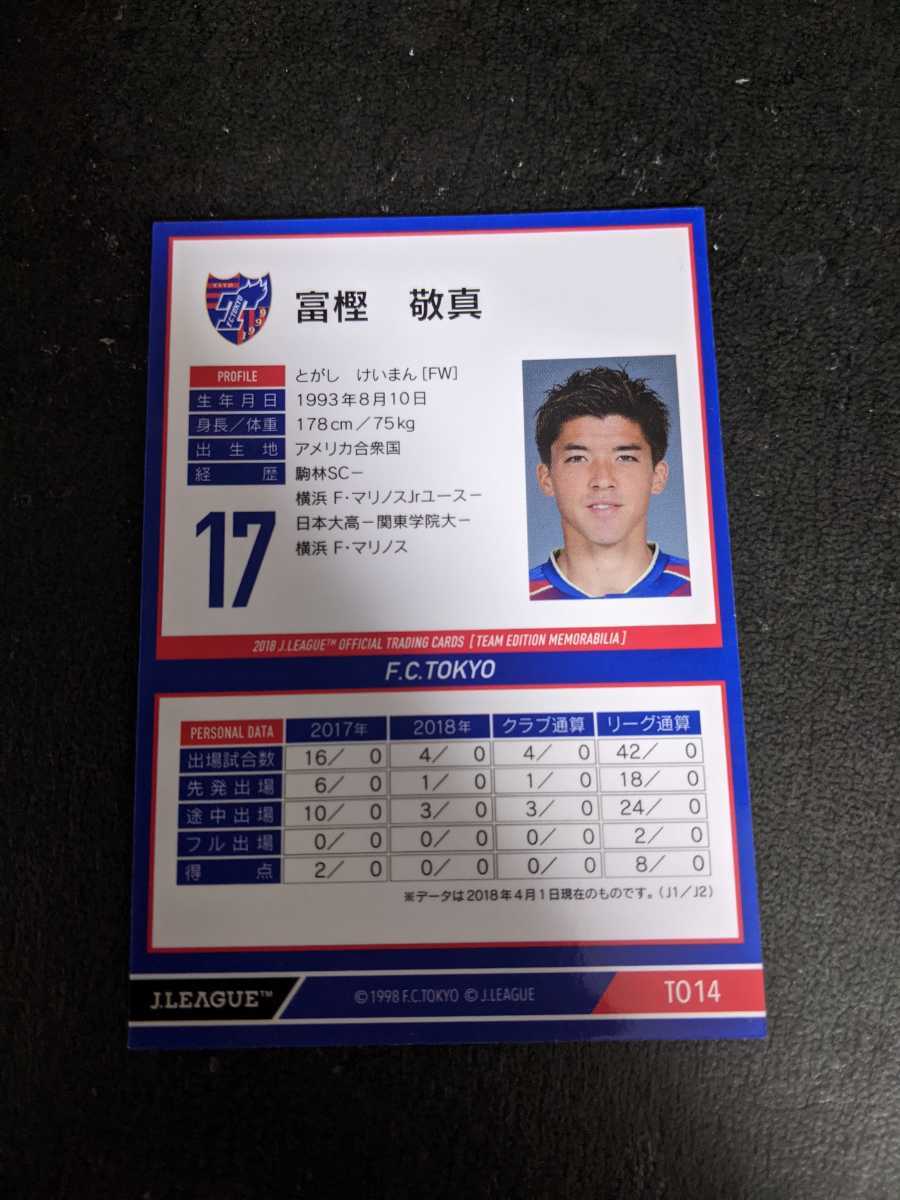 TOKYO
FC TOKYO
1999
富樫　敬真
PROFILE とがし　けいまん [FW]
生年月日 1993年8月10日
身長／体重 178cm／75kg
出生地 アメリカ合衆国
経歴 駒林SC－
横浜 F・マリノスJrユース－
日本大高－関東学院大－
横浜 F・マリノス
17
2018 J.LEAGUE™ OFFICIAL TRADING CARDS [TEAM EDITION MEMORABILIA]
F.C.TOKYO
PERSONAL DATA 2017年 2018年 クラブ通算 リーグ通算
出場試合数 16／ 0 4／ 0 4／ 0 42／ 0
先発出場 6／ 0 1／ 0 1／ 0 18／ 0
途中出場 10／ 0 3／ 0 3／ 0 24／ 0
フル出場 0／ 0 0／ 0 0／ 0 2／ 0
得点 2／ 0 0／ 0 0／ 0 8／ 0
※データは2018年4月1日現在のものです。（J1／J2）
J.LEAGUE™ ©1998 F.C.TOKYO © J.LEAGUE TO14